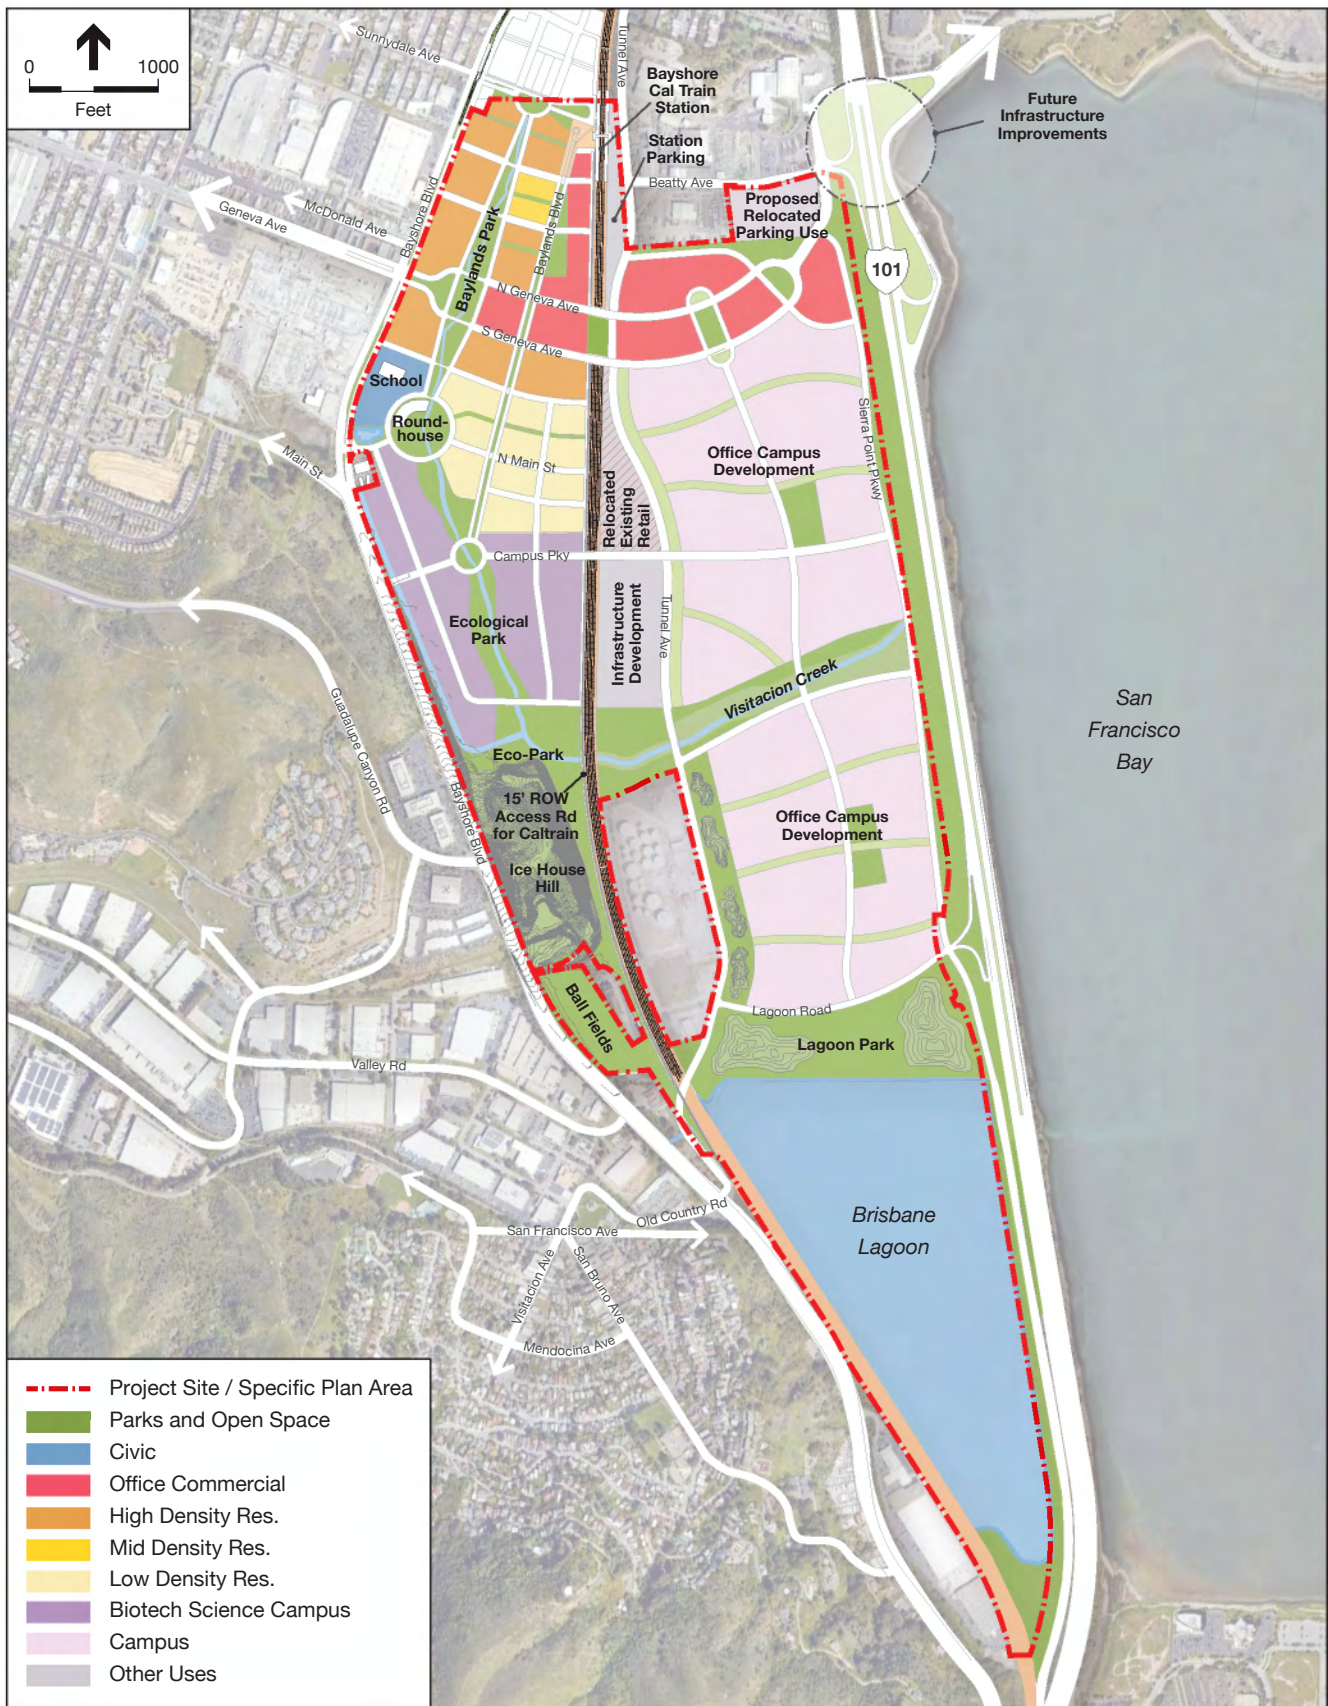 0
1000
Feet
Sunnydale Ave
Tunnel Ave
Bayshore
Cal Train
Station
Station
Parking
Future
Infrastructure
Improvements
Beatty Ave
Proposed
Relocated
Parking Use
Bayshore Blvd
McDonald Ave
Geneva Ave
Baylands Park
Baylands Blvd
101
N Geneva Ave
S Geneva Ave
School
Round-
house
Main St
N Main St
Office Campus
Development
Sierra Point Pkwy
Relocated
Existing
Retail
Campus Pky
Ecological
Park
Infrastructure
Development
Tunnel Ave
Visitacion Creek
Guadalupe Canyon Rd
San
Francisco
Bay
Eco-Park
15' ROW
Access Rd
for Caltrain
Bayshore Blvd
Office Campus
Development
Ice House
Hill
Ball Fields
Lagoon Road
Lagoon Park
Valley Rd
Old Country Rd
San Francisco Ave
Visitacion Ave
San Bruno Ave
Mendocina Ave
Brisbane
Lagoon
Project Site / Specific Plan Area
Parks and Open Space
Civic
Office Commercial
High Density Res.
Mid Density Res.
Low Density Res.
Biotech Science Campus
Campus
Other Uses